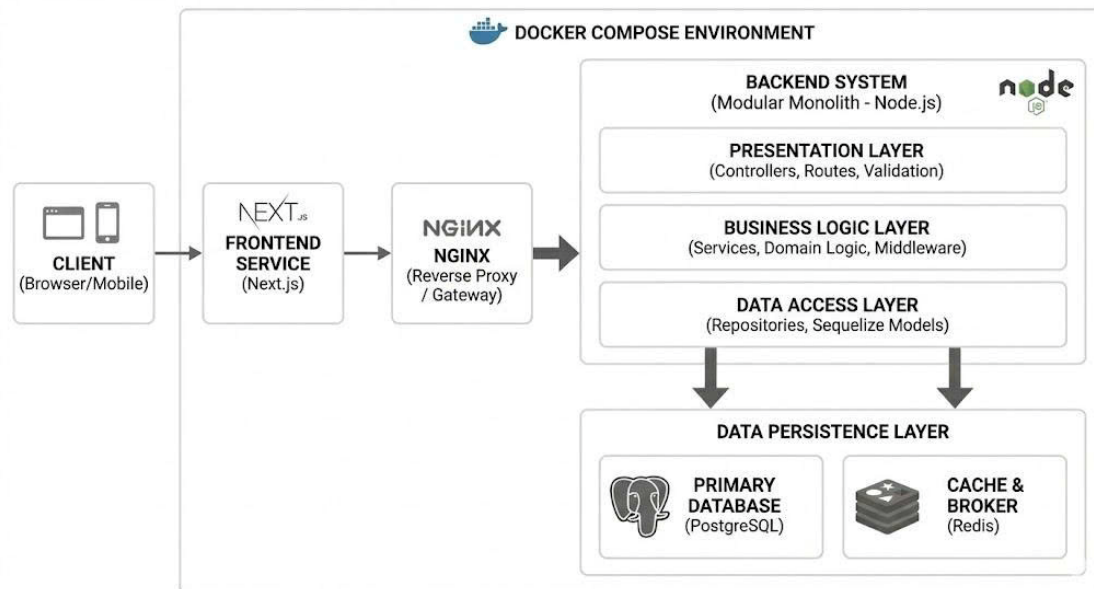 DOCKER COMPOSE ENVIRONMENT
BACKEND SYSTEM
(Modular Monolith - Node.js)
node
JS
PRESENTATION LAYER
(Controllers, Routes, Validation)
BUSINESS LOGIC LAYER
(Services, Domain Logic, Middleware)
DATA ACCESS LAYER
(Repositories, Sequelize Models)
CLIENT
(Browser/Mobile)
NEXT.JS
FRONTEND
SERVICE
(Next.js)
NGINX
NGINX
(Reverse Proxy
/ Gateway)
DATA PERSISTENCE LAYER
PRIMARY
DATABASE
(PostgreSQL)
CACHE &
BROKER
(Redis)